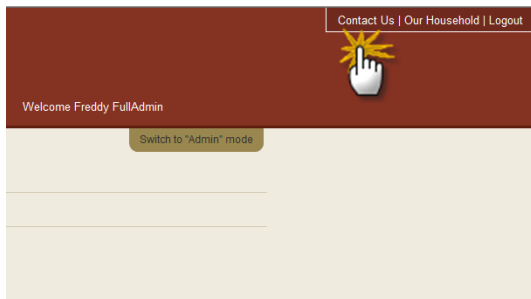 Contact Us | Our Household | Logout
Welcome Freddy FullAdmin
Switch to "Admin" mode